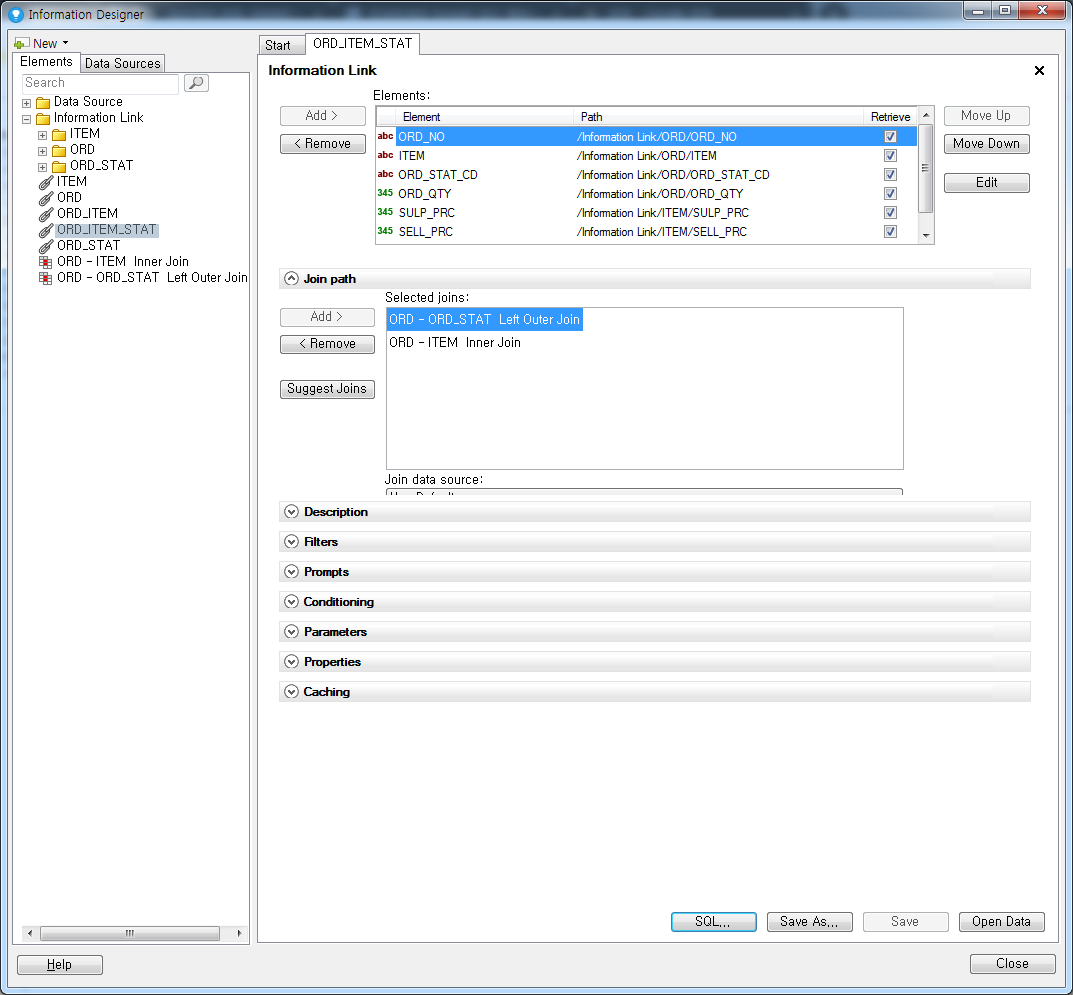 Information Designer
New
Elements
Data Sources
Search
Data Source
Information Link
ITEM
ORD
ORD_STAT
ITEM
ORD
ORD_ITEM
ORD_ITEM_STAT
ORD_STAT
ORD - ITEM  Inner Join
ORD - ORD_STAT  Left Outer Join
Start
ORD_ITEM_STAT
Information Link
Elements:
Add >
< Remove
Element Path Retrieve
abc ORD_NO /Information Link/ORD/ORD_NO
abc ITEM /Information Link/ORD/ITEM
abc ORD_STAT_CD /Information Link/ORD/ORD_STAT_CD
345 ORD_QTY /Information Link/ORD/ORD_QTY
345 SULP_PRC /Information Link/ITEM/SULP_PRC
345 SELL_PRC /Information Link/ITEM/SELL_PRC
Move Up
Move Down
Edit
Join path
Selected joins:
Add >
< Remove
Suggest Joins
ORD - ORD_STAT  Left Outer Join
ORD - ITEM  Inner Join
Join data source:
Description
Filters
Prompts
Conditioning
Parameters
Properties
Caching
SQL...
Save As...
Save
Open Data
Help
Close